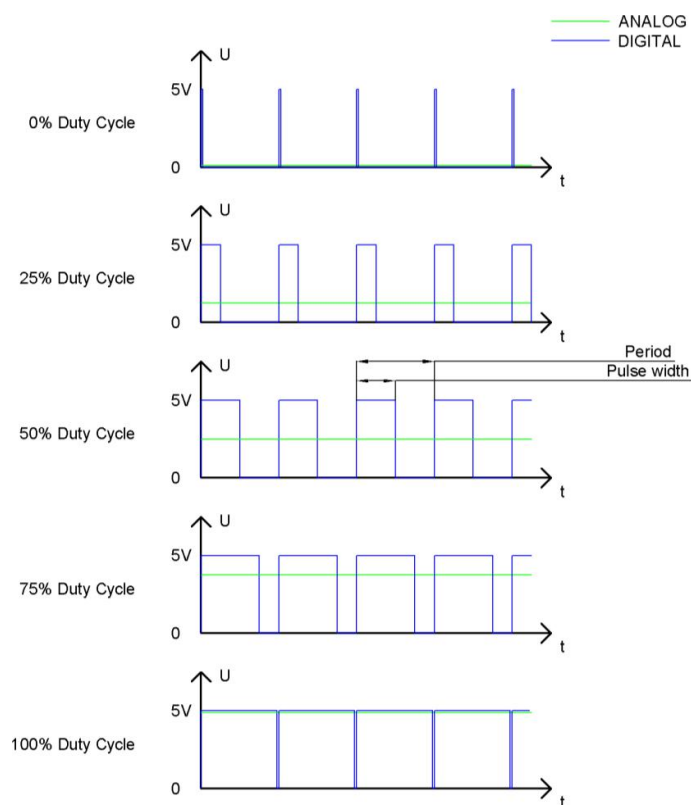 ANALOG
DIGITAL
U
5V
0% Duty Cycle
0
t
U
5V
25% Duty Cycle
0
t
Period
U
Pulse width
5V
50% Duty Cycle
0
t
U
5V
75% Duty Cycle
0
t
U
5V
100% Duty Cycle
0
t